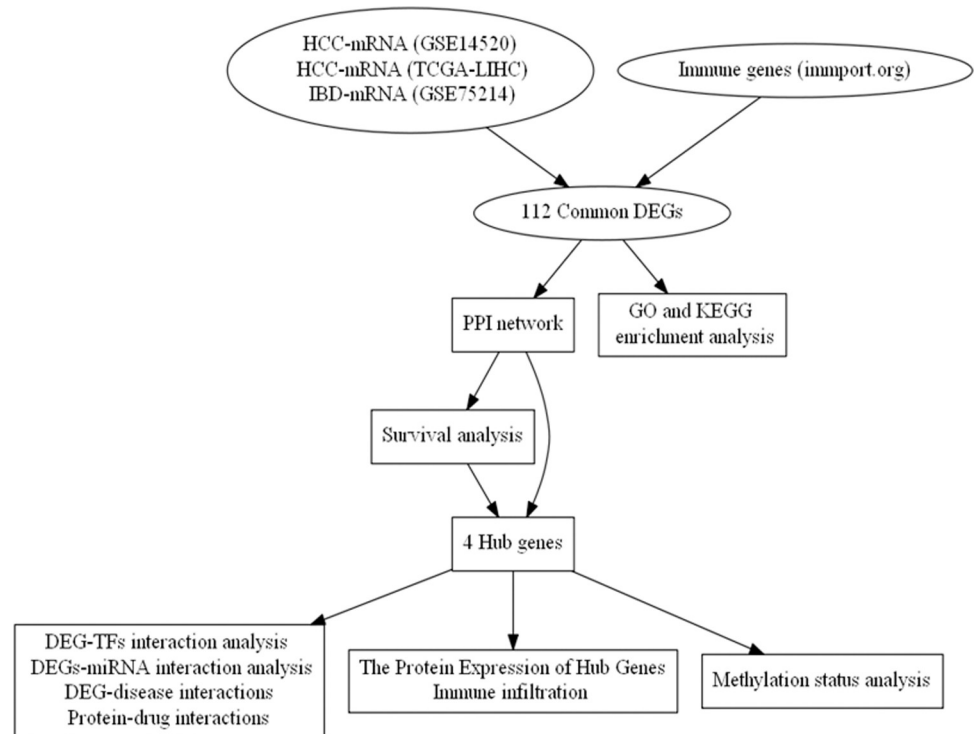 HCC-mRNA (GSE14520)
HCC-mRNA (TCGA-LIHC)
IBD-mRNA (GSE75214)
Immune genes (immport.org)
112 Common DEGs
PPI network
GO and KEGG
enrichment analysis
Survival analysis
4 Hub genes
DEG-TFs interaction analysis
DEGs-miRNA interaction analysis
DEG-disease interactions
Protein-drug interactions
The Protein Expression of Hub Genes
Immune infiltration
Methylation status analysis